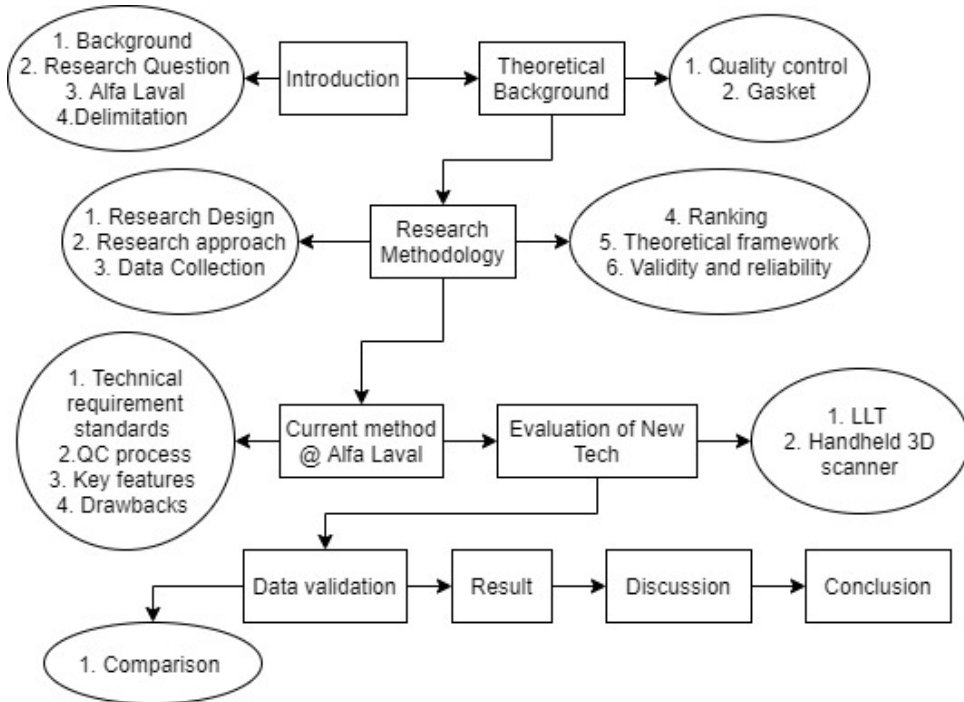 1. Background
2. Research Question
3. Alfa Laval
4.Delimitation
Introduction
Theoretical
Background
1. Quality control
2. Gasket
1. Research Design
2. Research approach
3. Data Collection
Research
Methodology
4. Ranking
5. Theoretical framework
6. Validity and reliability
1. Technical
requirement
standards
2.QC process
3. Key features
4. Drawbacks
Current method
@ Alfa Laval
Evaluation of New
Tech
1. LLT
2. Handheld 3D
scanner
Data validation
Result
Discussion
Conclusion
1. Comparison